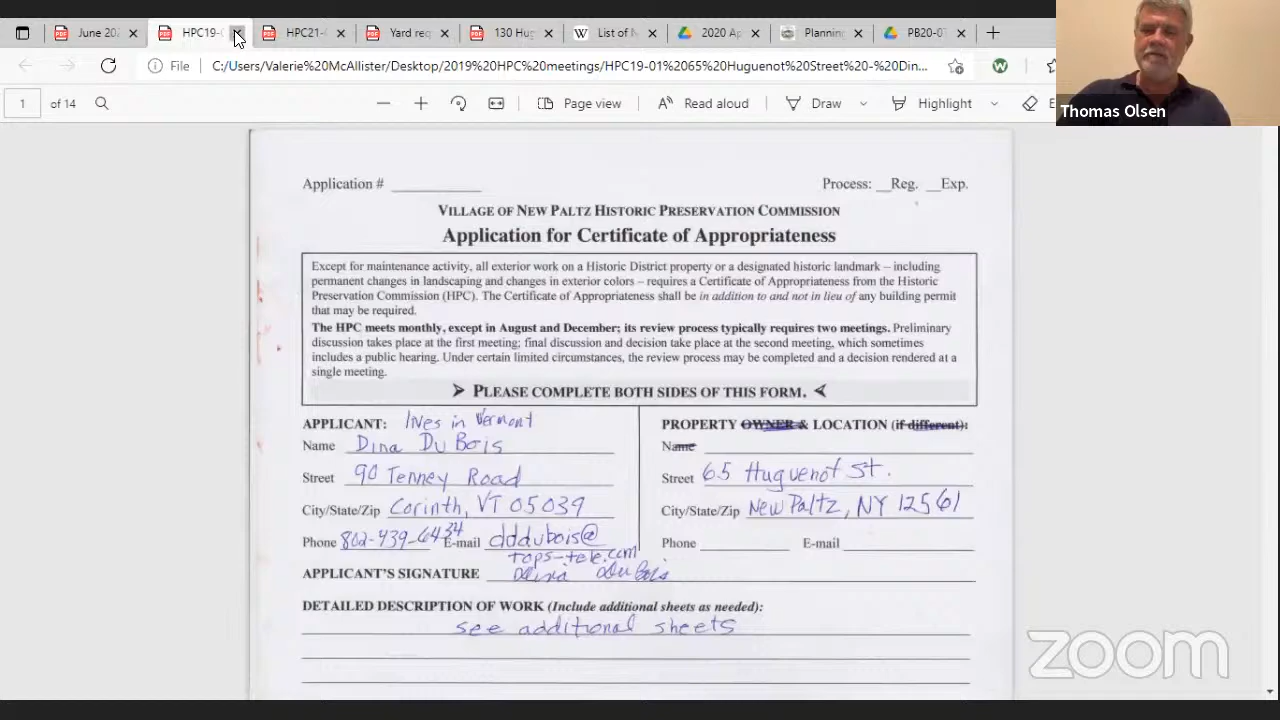 June 20
HPC19-
HPC21-
Yard req
130 Hug
List of N
2020 Ap
Planning
PB20-0
File
C:/Users/Valerie%20McAllister/Desktop/2019%20HPC%20meetings/HPC19-01%2065%20Huguenot%20Street%20-%20Din...
1 of 14
Page view
Read aloud
Draw
Highlight
Thomas Olsen
Application #
Process: __Reg. __Exp.
VILLAGE OF NEW PALTZ HISTORIC PRESERVATION COMMISSION
Application for Certificate of Appropriateness
Except for maintenance activity, all exterior work on a Historic District property or a designated historic landmark – including
permanent changes in landscaping and changes in exterior colors – requires a Certificate of Appropriateness from the Historic
Preservation Commission (HPC). The Certificate of Appropriateness shall be in addition to and not in lieu of any building permit
that may be required.
The HPC meets monthly, except in August and December; its review process typically requires two meetings. Preliminary
discussion takes place at the first meeting; final discussion and decision take place at the second meeting, which sometimes
includes a public hearing. Under certain limited circumstances, the review process may be completed and a decision rendered at a
single meeting.
➢ PLEASE COMPLETE BOTH SIDES OF THIS FORM.
APPLICANT: lives in Vermont
Name Dina DuBois
Street 90 Tenney Road
City/State/Zip Corinth, VT 05039
Phone 802-439-6434 E-mail dddubois@
tops-tele.com
PROPERTY OWNER & LOCATION (if different):
Name
Street 65 Huguenot St.
City/State/Zip New Paltz, NY 12561
Phone E-mail
APPLICANT'S SIGNATURE Dina DuBois
DETAILED DESCRIPTION OF WORK (Include additional sheets as needed):
see additional sheets
zoom